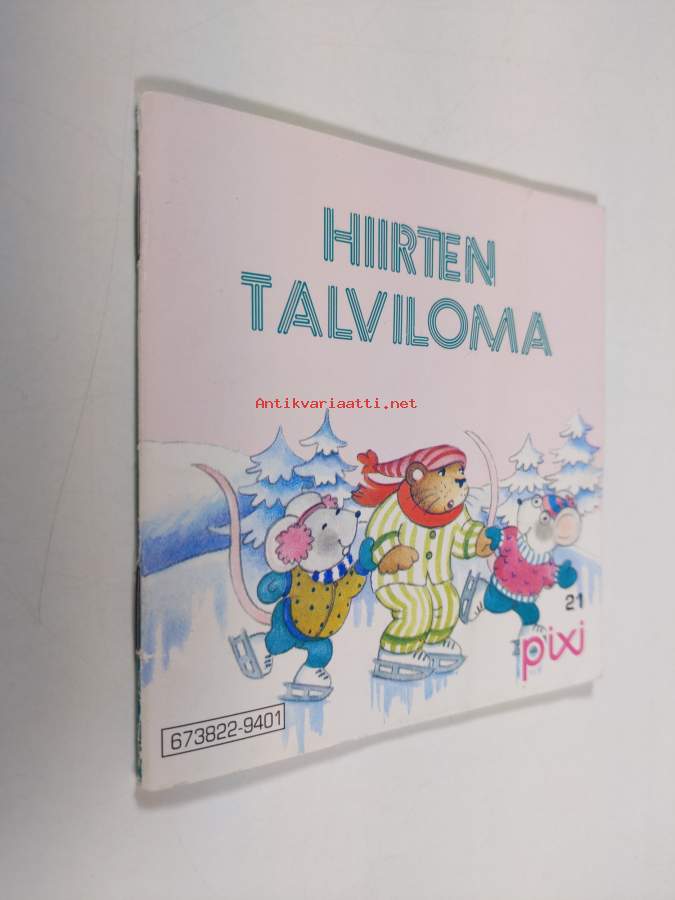 HIIRTEN
TALVILOMA
Antikvariaatti.net
21
pixi
673822-9401